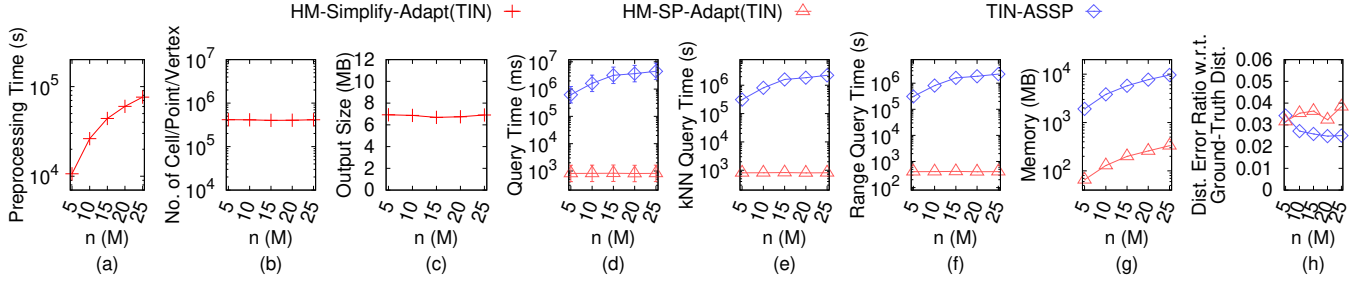 HM-Simplify-Adapt(TIN) HM-SP-Adapt(TIN) TIN-ASSP
Preprocessing Time (s)
10^5
10^4
5 10 15 20 25
n (M)
(a)
No. of Cell/Point/Vertex
10^7
10^6
10^5
10^4
5 10 15 20 25
n (M)
(b)
Output Size (MB)
12
10
8
6
4
2
0
5 10 15 20 25
n (M)
(c)
Query Time (ms)
10^7
10^6
10^5
10^4
10^3
5 10 15 20 25
n (M)
(d)
kNN Query Time (s)
10^6
10^5
10^4
10^3
5 10 15 20 25
n (M)
(e)
Range Query Time (s)
10^6
10^5
10^4
10^3
10^2
5 10 15 20 25
n (M)
(f)
Memory (MB)
10^4
10^3
10^2
5 10 15 20 25
n (M)
(g)
Dist. Error Ratio w.r.t.
Ground-Truth Dist.
0.06
0.05
0.04
0.03
0.02
0.01
0
5 10 15 20 25
n (M)
(h)